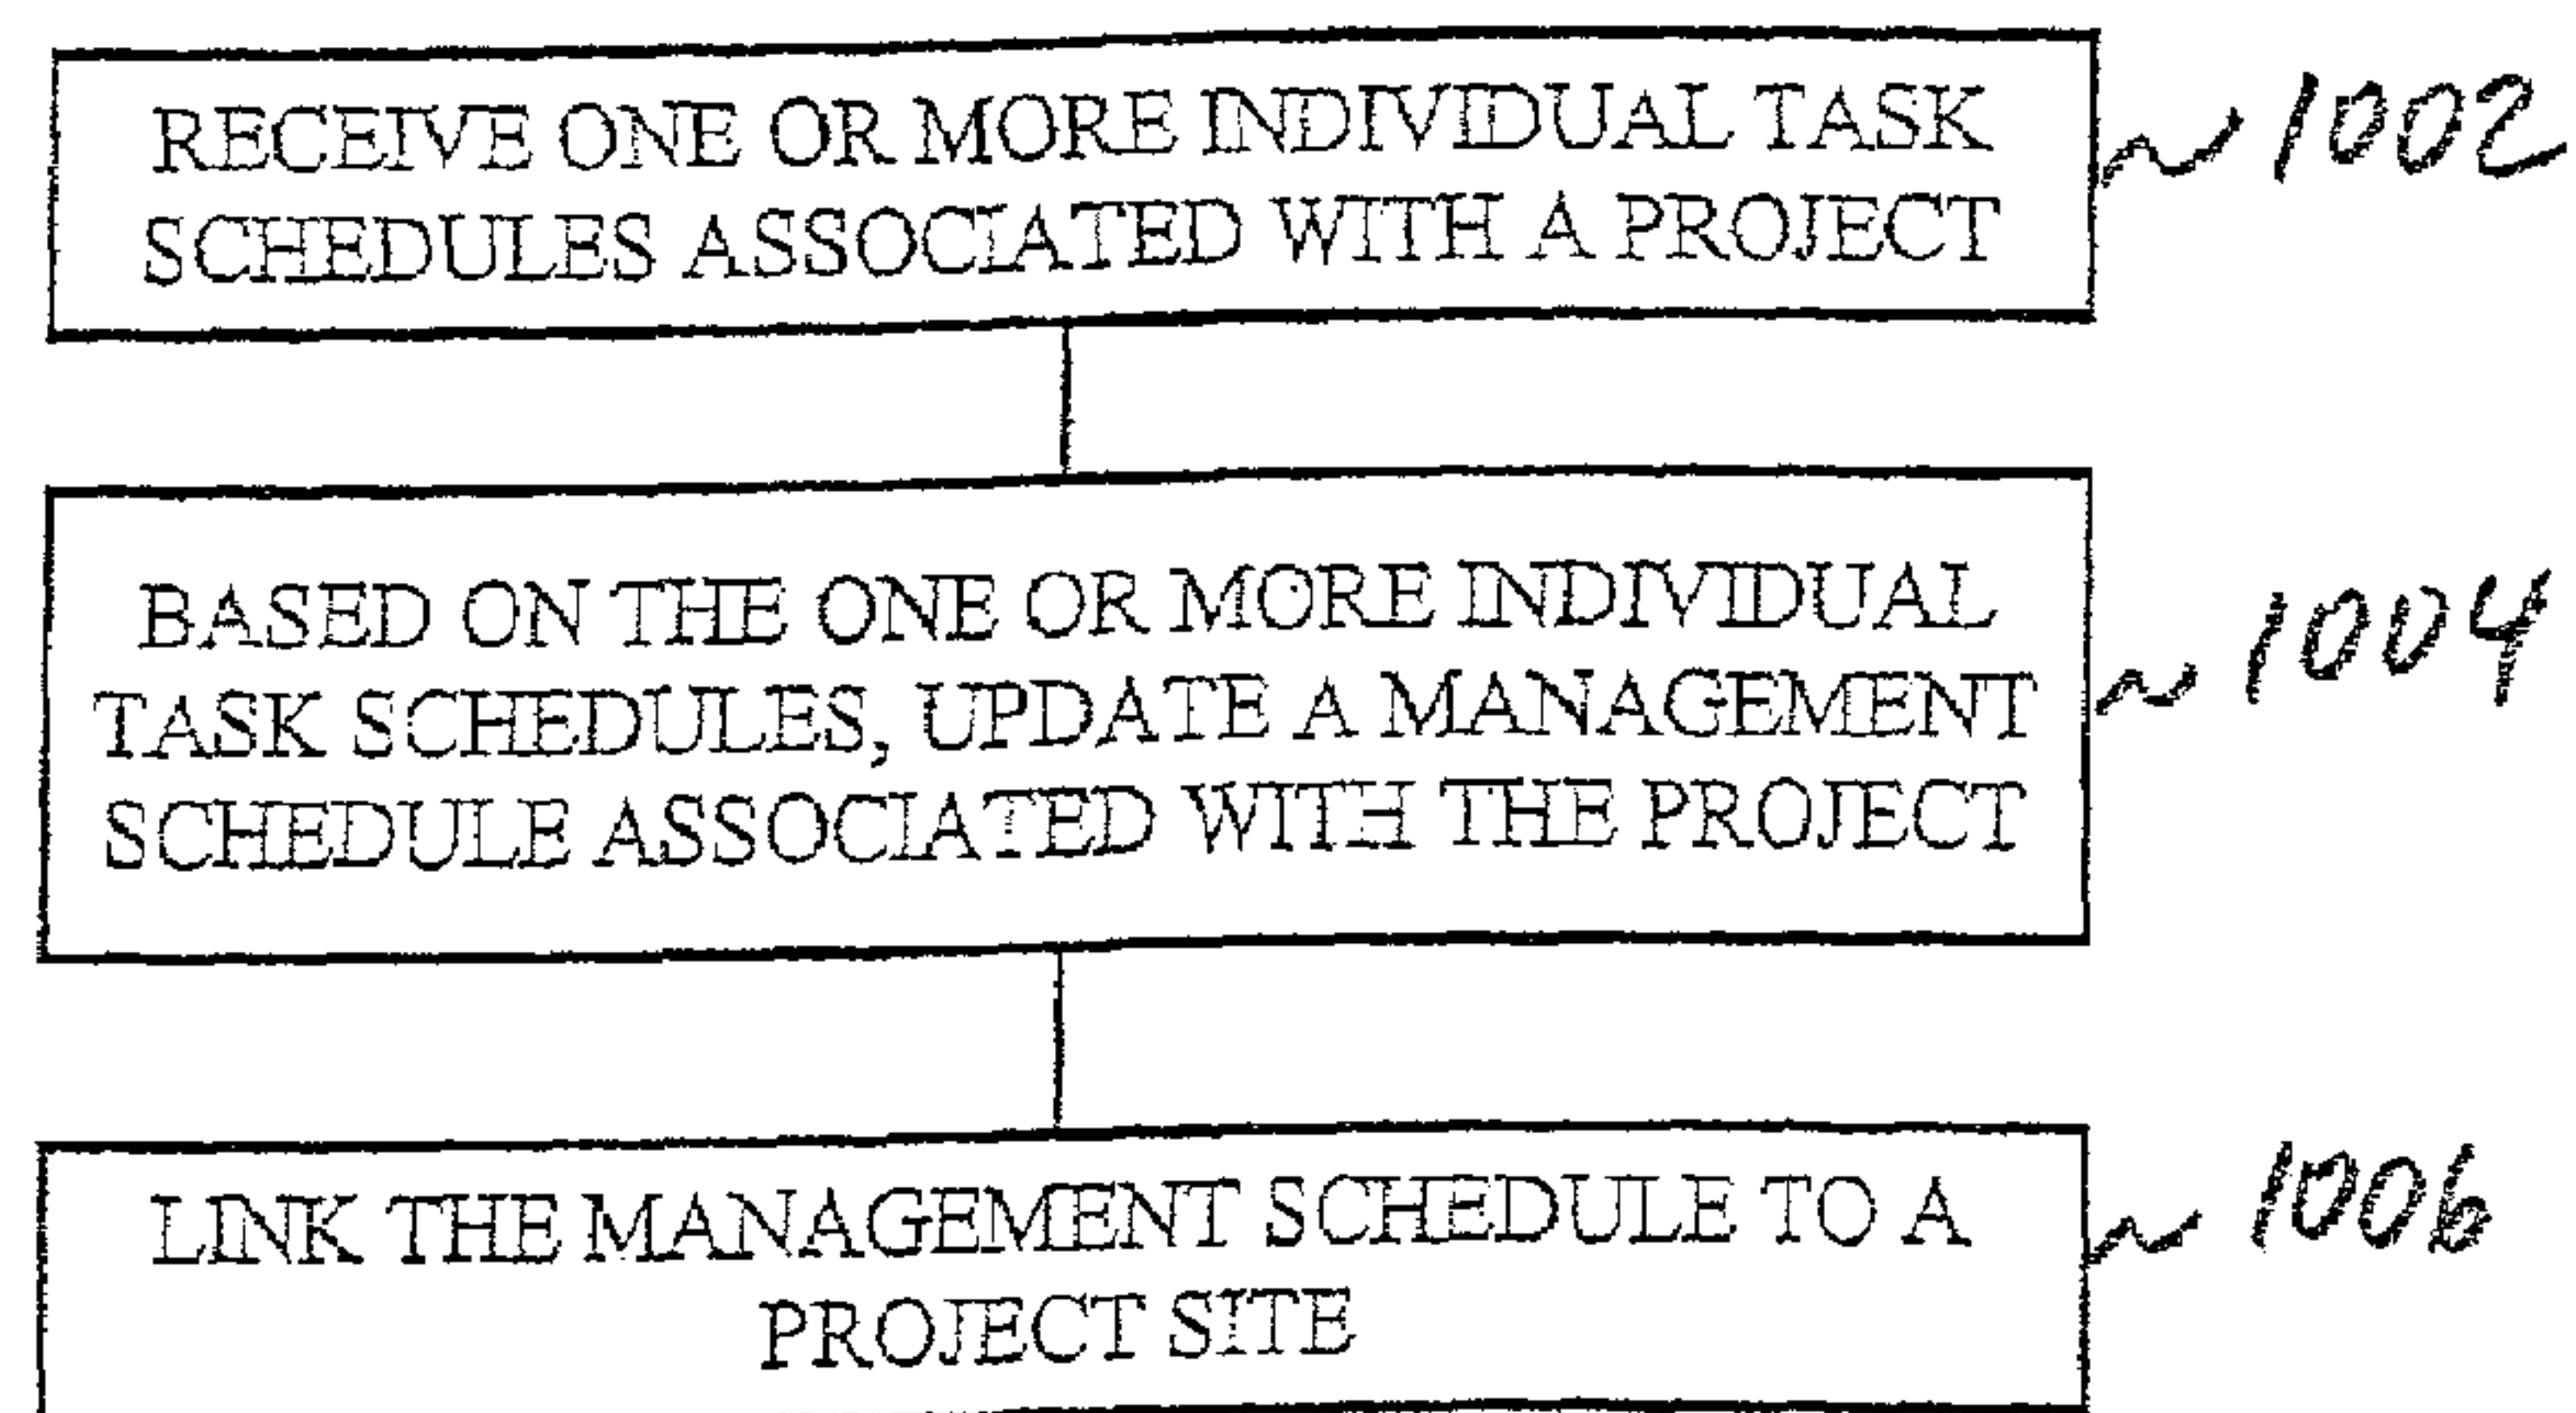 RECEIVE ONE OR MORE INDIVIDUAL TASK
SCHEDULES ASSOCIATED WITH A PROJECT
1002
BASED ON THE ONE OR MORE INDIVIDUAL
TASK SCHEDULES, UPDATE A MANAGEMENT
SCHEDULE ASSOCIATED WITH THE PROJECT
1004
LINK THE MANAGEMENT SCHEDULE TO A
PROJECT SITE
1006